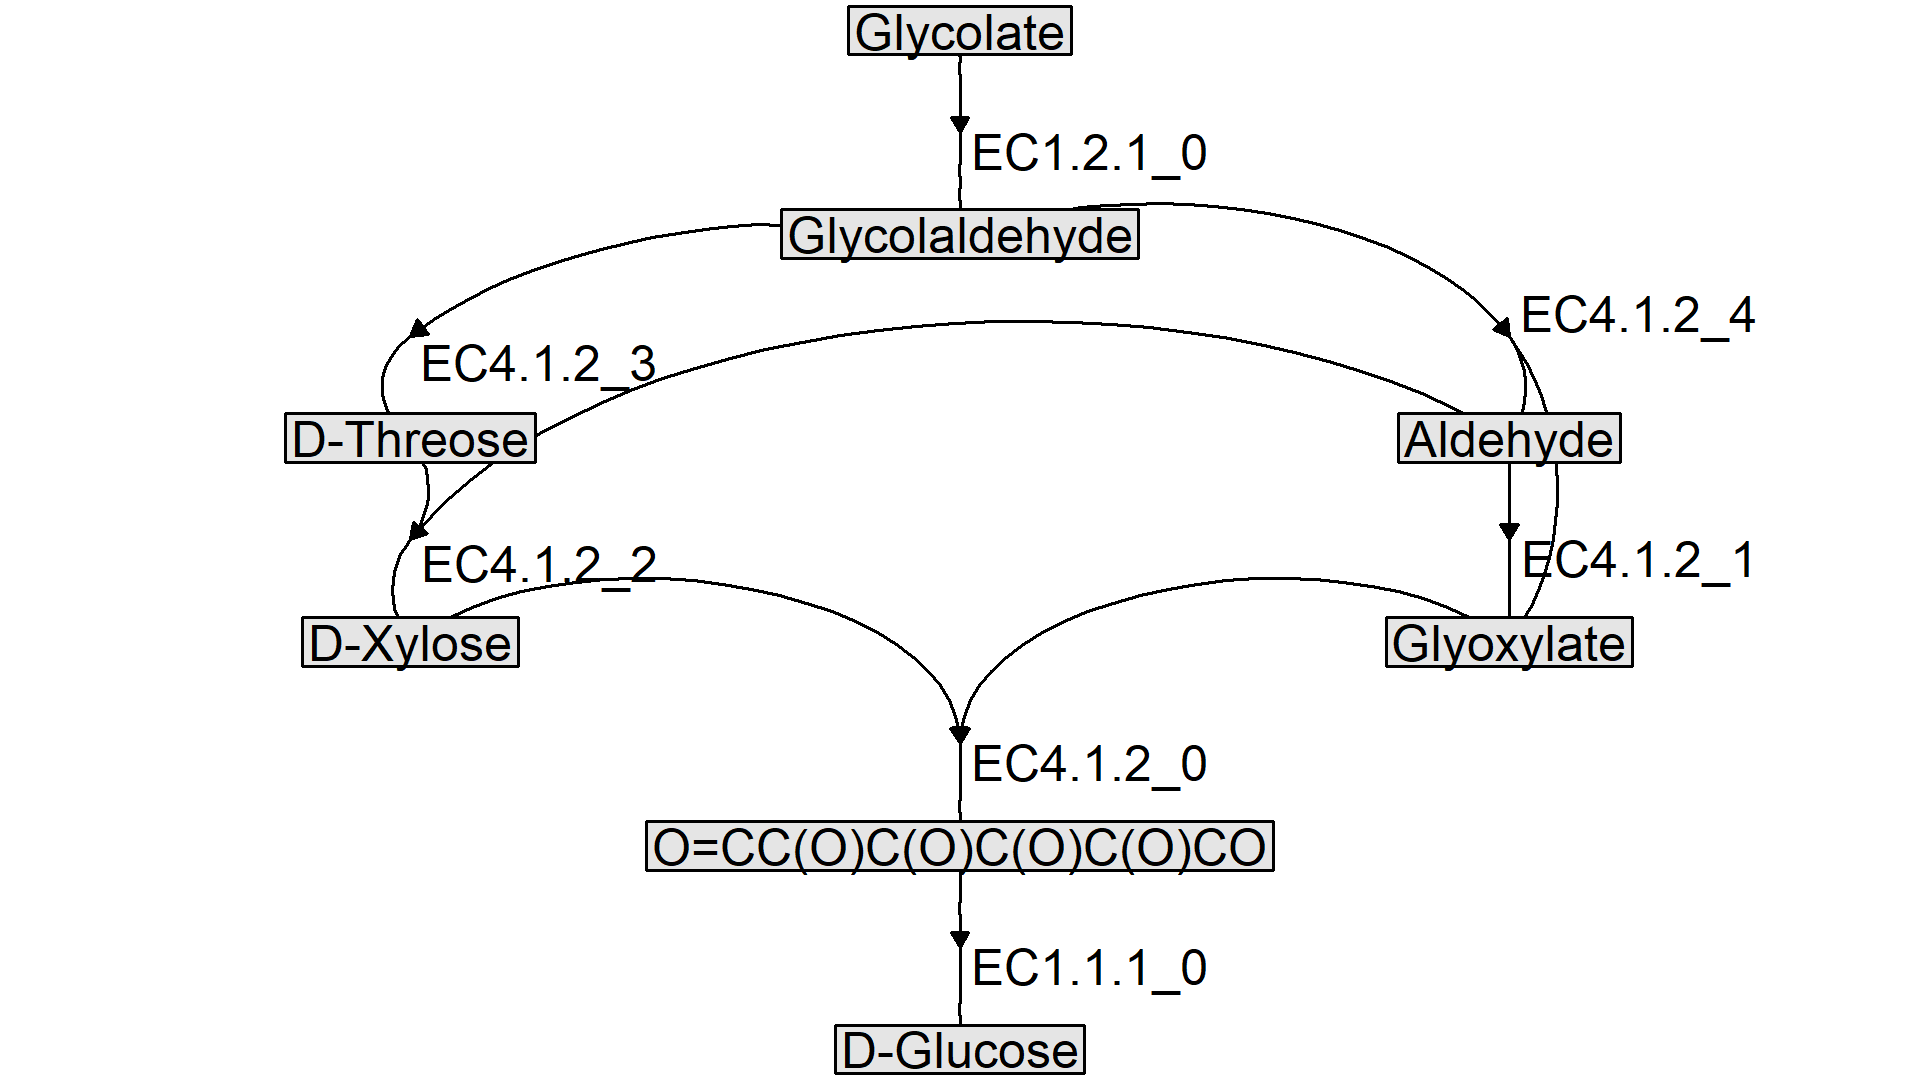 Glycolate
EC1.2.1_0
Glycolaldehyde
EC4.1.2_4
EC4.1.2_3
D-Threose
Aldehyde
EC4.1.2_2
EC4.1.2_1
D-Xylose
Glyoxylate
EC4.1.2_0
O=CC(O)C(O)C(O)C(O)CO
EC1.1.1_0
D-Glucose